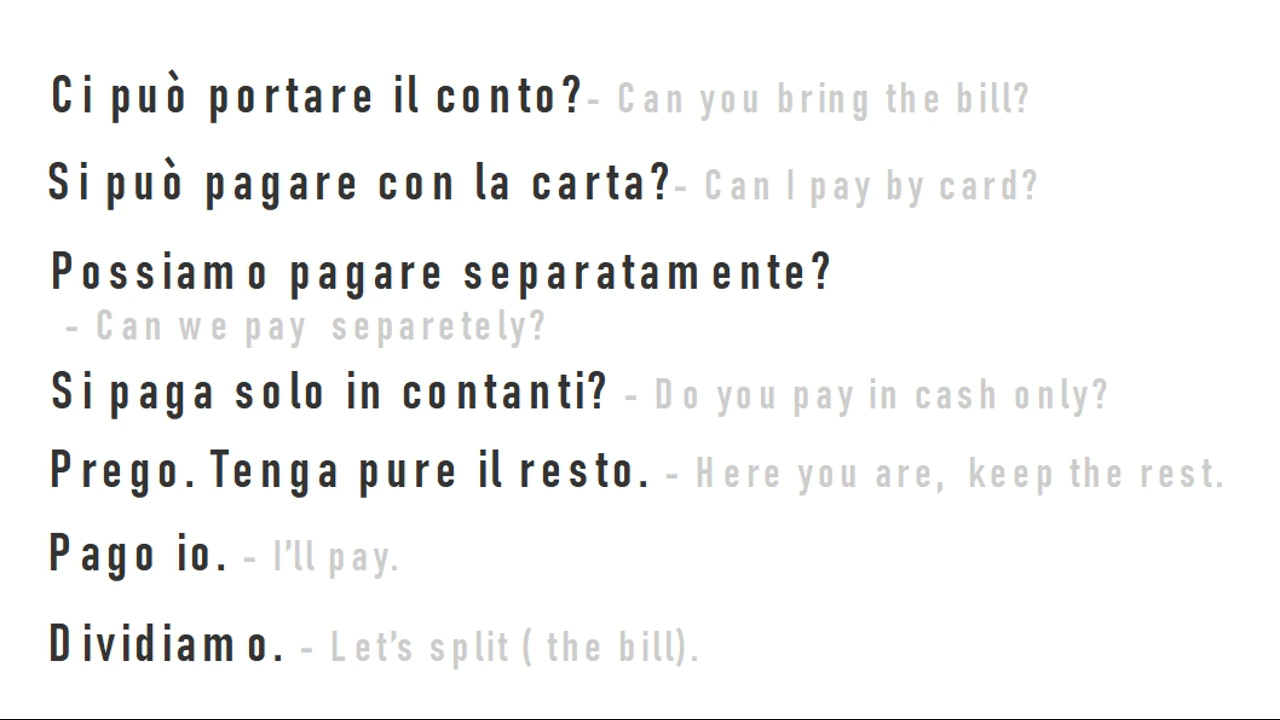 Ci può portare il conto? - Can you bring the bill?
Si può pagare con la carta? - Can I pay by card?
Possiamo pagare separatamente?
- Can we pay separetely?
Si paga solo in contanti? - Do you pay in cash only?
Prego. Tenga pure il resto. - Here you are, keep the rest.
Pago io. - I'll pay.
Dividiamo. - Let's split ( the bill).